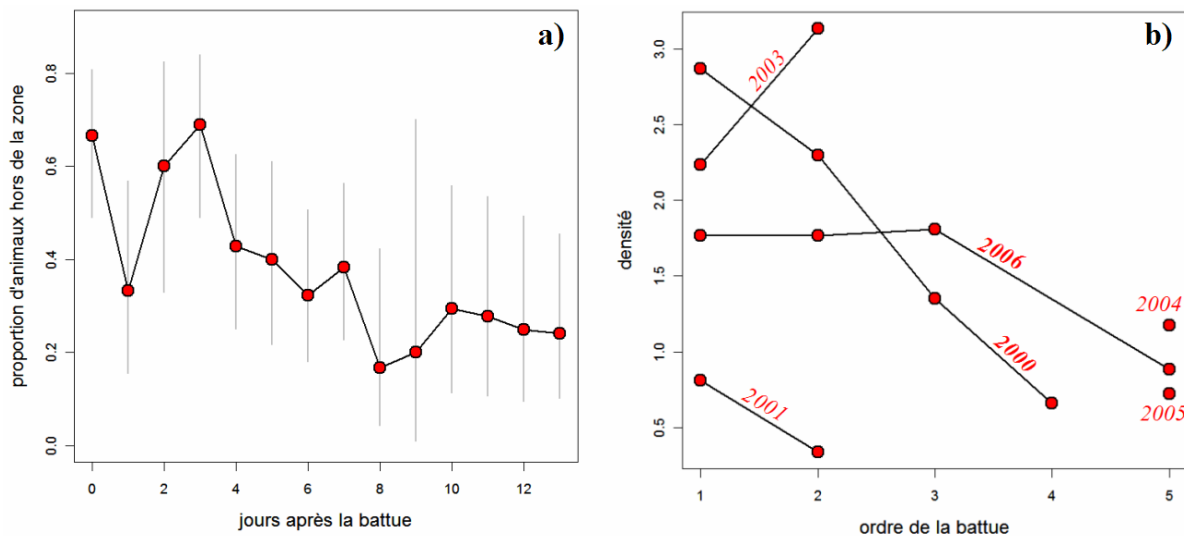 a)
proportion d'animaux hors de la zone
0.8
0.6
0.4
0.2
0.0
0 2 4 6 8 10 12
jours après la battue
b)
densité
3.0
2.5
2.0
1.5
1.0
0.5
2003
2006
2004
2000
2005
2001
1 2 3 4 5
ordre de la battue